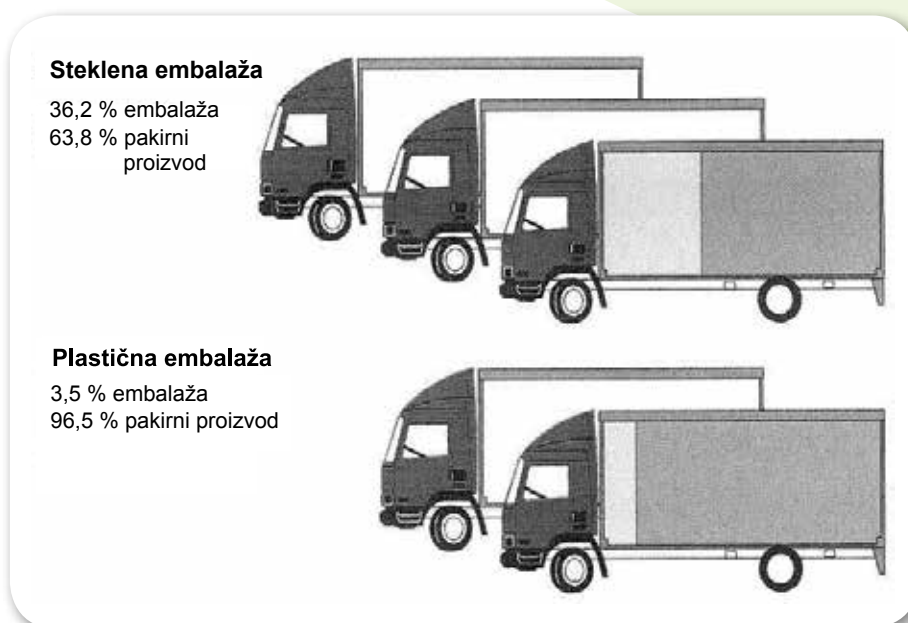 Steklena embalaža
36,2 % embalaža
63,8 % pakirni
proizvod
Plastična embalaža
3,5 % embalaža
96,5 % pakirni proizvod